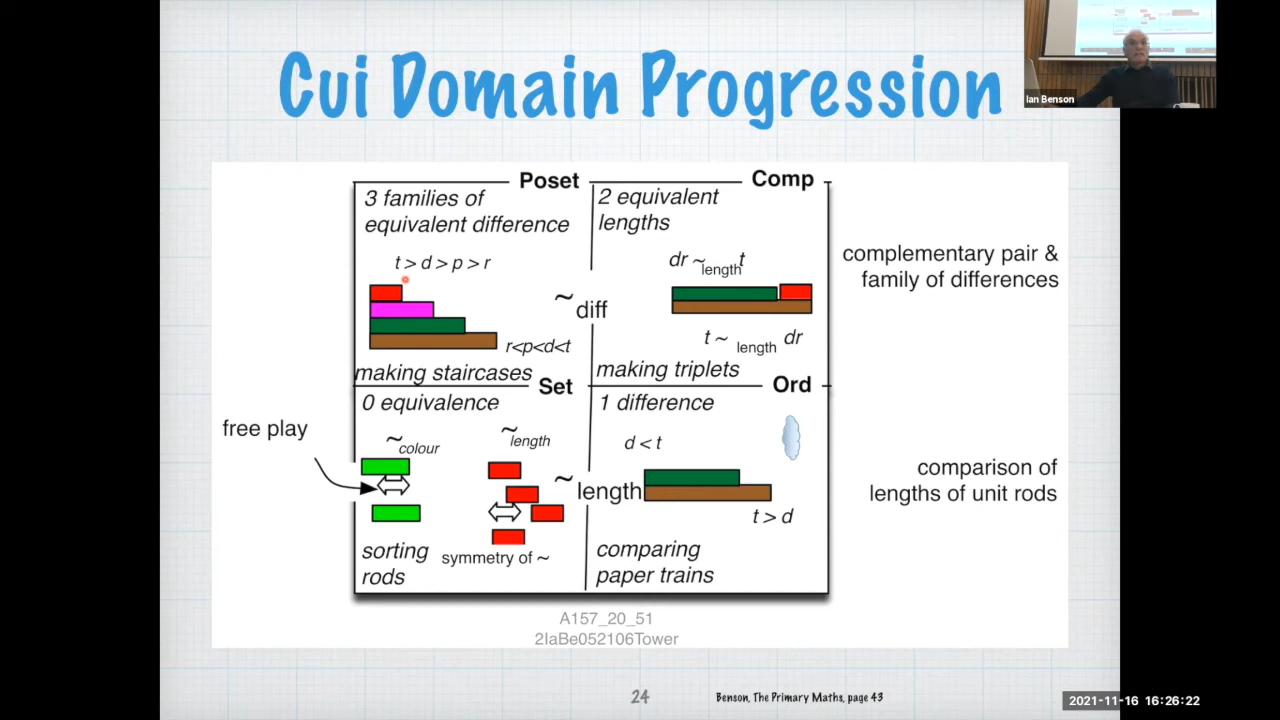 Cui Domain Progression
Ian Benson
Poset
3 families of
equivalent difference
t > d > p > r
r<p<d<t
making staircases
~diff
Comp
2 equivalent
lengths
dr ~length t
t ~ length dr
making triplets
complementary pair &
family of differences
Set
0 equivalence
free play
~colour
~length
sorting
rods
symmetry of ~
~length
Ord
1 difference
d < t
t > d
comparing
paper trains
comparison of
lengths of unit rods
A157_20_51
2IaBe052106Tower
24
Benson, The Primary Maths, page 43
2021-11-16 16:26:22